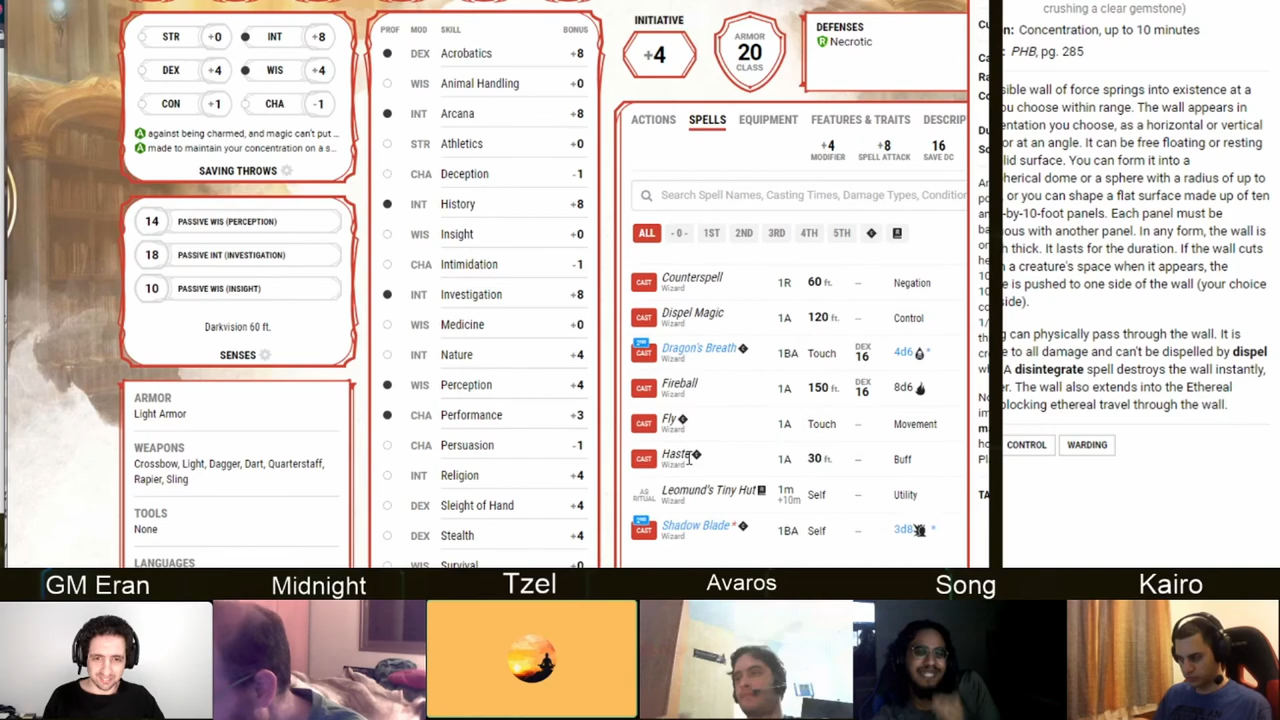 STR +0 INT +8
DEX +4 WIS +4
CON +1 CHA -1
against being charmed, and magic can't put ...
made to maintain your concentration on a s...
SAVING THROWS
14 PASSIVE WIS (PERCEPTION)
18 PASSIVE INT (INVESTIGATION)
10 PASSIVE WIS (INSIGHT)
Darkvision 60 ft.
SENSES
ARMOR
Light Armor
WEAPONS
Crossbow, Light, Dagger, Dart, Quarterstaff,
Rapier, Sling
TOOLS
None
LANGUAGES
PROF MOD SKILL BONUS
DEX Acrobatics +8
WIS Animal Handling +0
INT Arcana +8
STR Athletics +0
CHA Deception -1
INT History +8
WIS Insight +0
CHA Intimidation -1
INT Investigation +8
WIS Medicine +0
INT Nature +4
WIS Perception +4
CHA Performance +3
CHA Persuasion -1
INT Religion +4
DEX Sleight of Hand +4
DEX Stealth +4
WIS Survival +0
INITIATIVE
+4
ARMOR
20
CLASS
DEFENSES
R Necrotic
ACTIONS SPELLS EQUIPMENT FEATURES & TRAITS DESCRIP
+4 +8 16
MODIFIER SPELL ATTACK SAVE DC
Search Spell Names, Casting Times, Damage Types, Condition
ALL - 0 - 1ST 2ND 3RD 4TH 5TH
CAST Counterspell Wizard 1R 60 ft. -- Negation
CAST Dispel Magic Wizard 1A 120 ft. -- Control
2ND CAST Dragon's Breath Wizard 1BA Touch DEX 16 4d6 *
CAST Fireball Wizard 1A 150 ft. DEX 16 8d6
CAST Fly Wizard 1A Touch -- Movement
CAST Haste Wizard 1A 30 ft. -- Buff
AS RITUAL Leomund's Tiny Hut Wizard 1m +10m Self -- Utility
2ND CAST Shadow Blade * Wizard 1BA Self -- 3d8 *
crushing a clear gemstone)
n: Concentration, up to 10 minutes
PHB, pg. 285
sible wall of force springs into existence at a
ou choose within range. The wall appears in
entation you choose, as a horizontal or vertical
or at an angle. It can be free floating or resting
lid surface. You can form it into a
herical dome or a sphere with a radius of up to
, or you can shape a flat surface made up of ten
-by-10-foot panels. Each panel must be
ous with another panel. In any form, the wall is
h thick. It lasts for the duration. If the wall cuts
h a creature's space when it appears, the
e is pushed to one side of the wall (your choice
side).
g can physically pass through the wall. It is
e to all damage and can't be dispelled by dispel
A disintegrate spell destroys the wall instantly,
er. The wall also extends into the Ethereal
blocking ethereal travel through the wall.
CONTROL WARDING
GM Eran Midnight Tzel Avaros Song Kairo